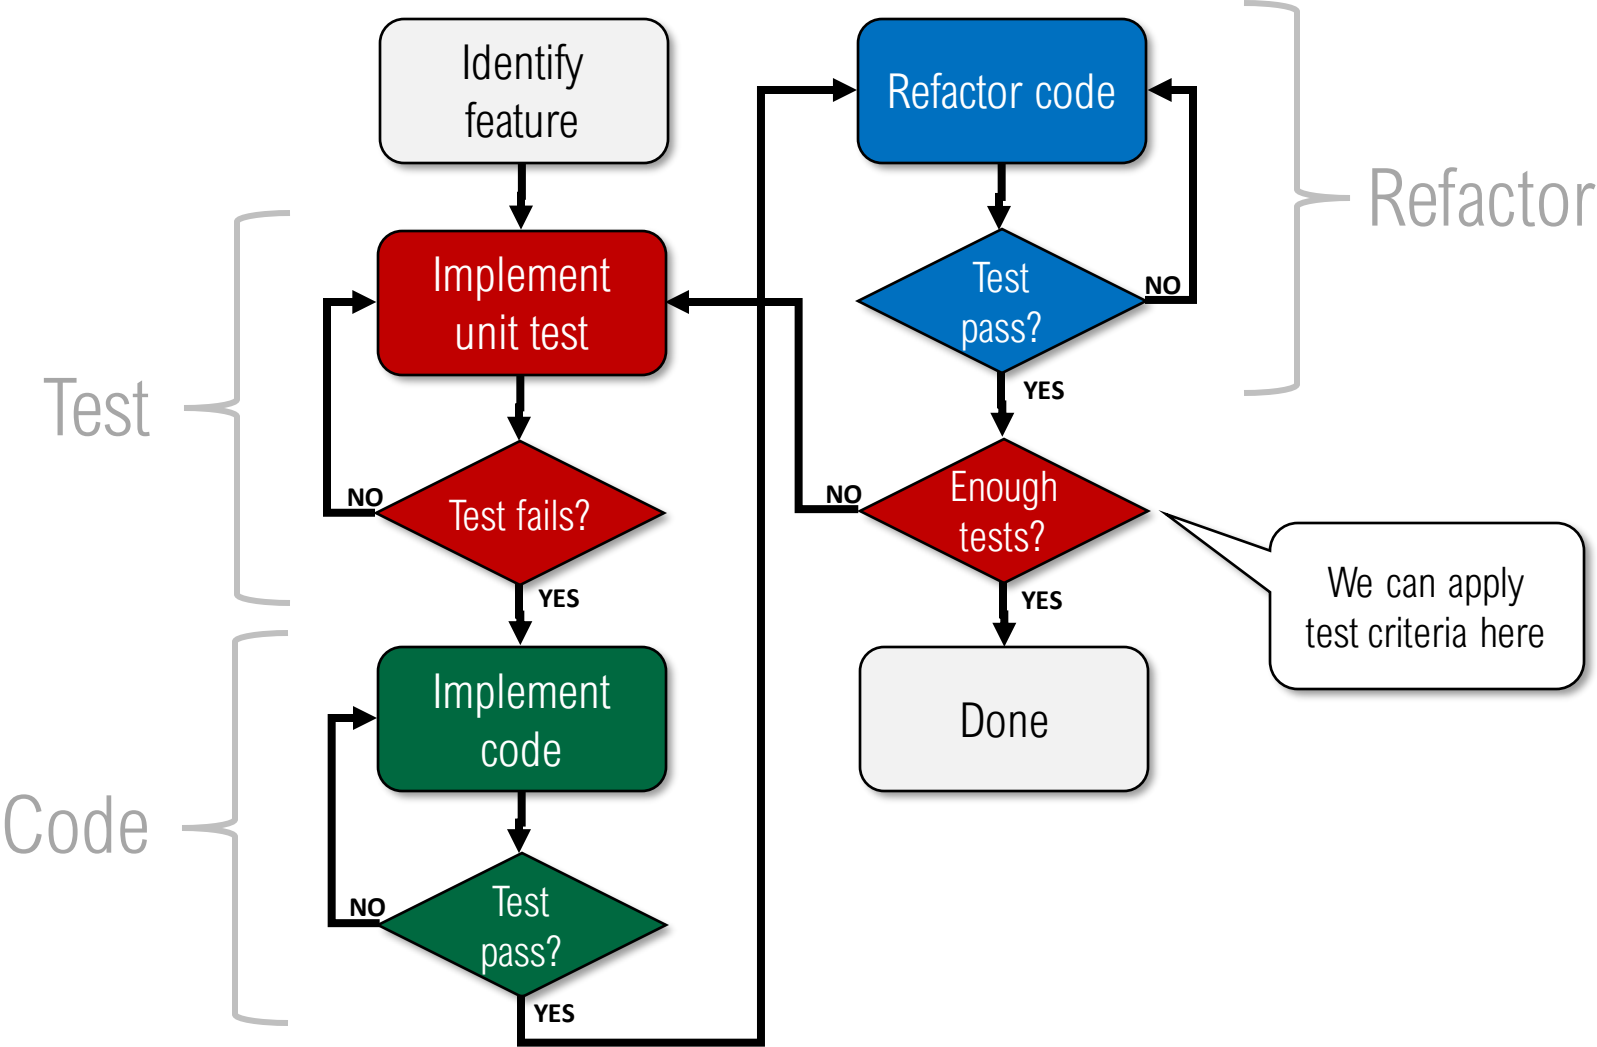 Identify
feature
Test
Implement
unit test
NO
Test fails?
YES
Code
Implement
code
NO
Test
pass?
YES
Refactor code
Refactor
Test
pass?
NO
YES
Enough
tests?
NO
YES
We can apply
test criteria here
Done